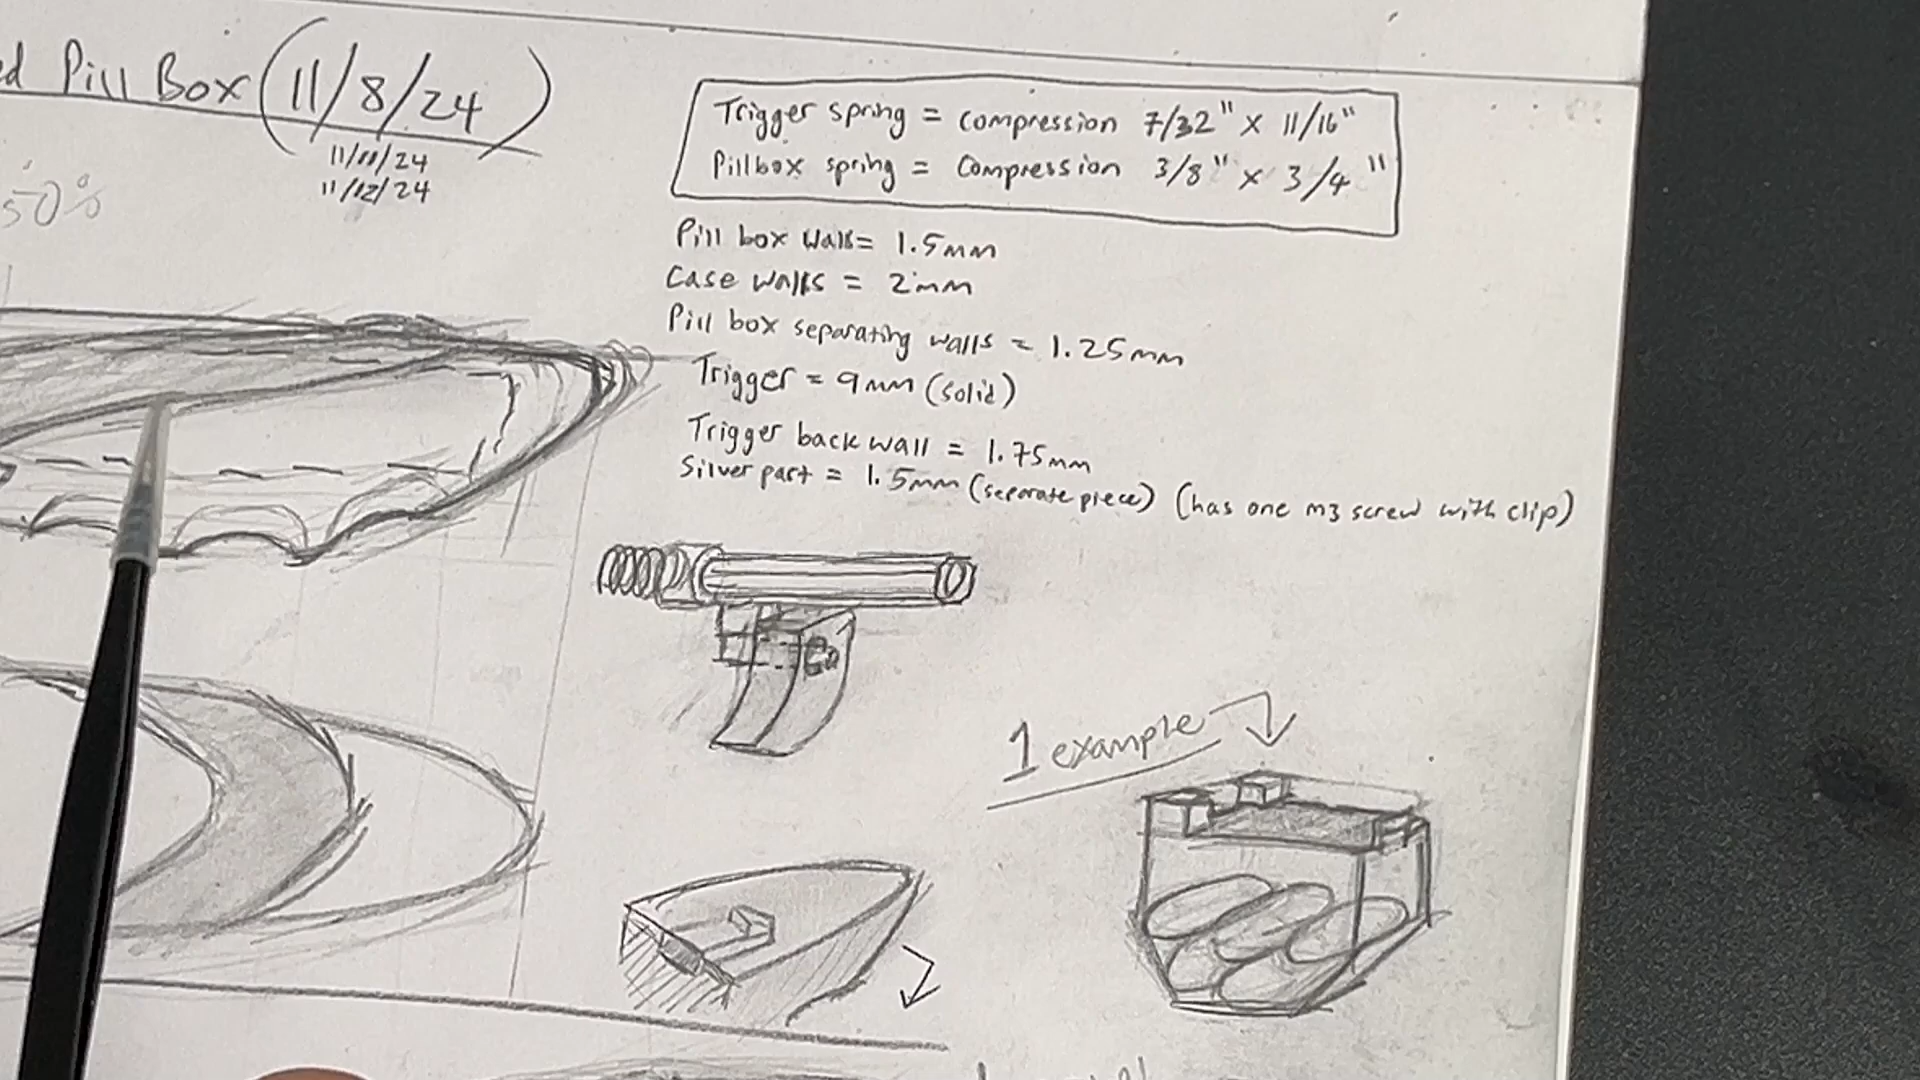 Pill Box (11/8/24)
11/11/24
11/12/24
50%
Trigger spring = compression 7/32" x 11/16"
Pillbox spring = compression 3/8" x 3/4"
Pill box walls = 1.5mm
Case walls = 2mm
Pill box separating walls = 1.25mm
Trigger = 9mm (solid)
Trigger back wall = 1.75mm
Silver part = 1.5mm (separate piece) (has one m3 screw with clip)
1 example